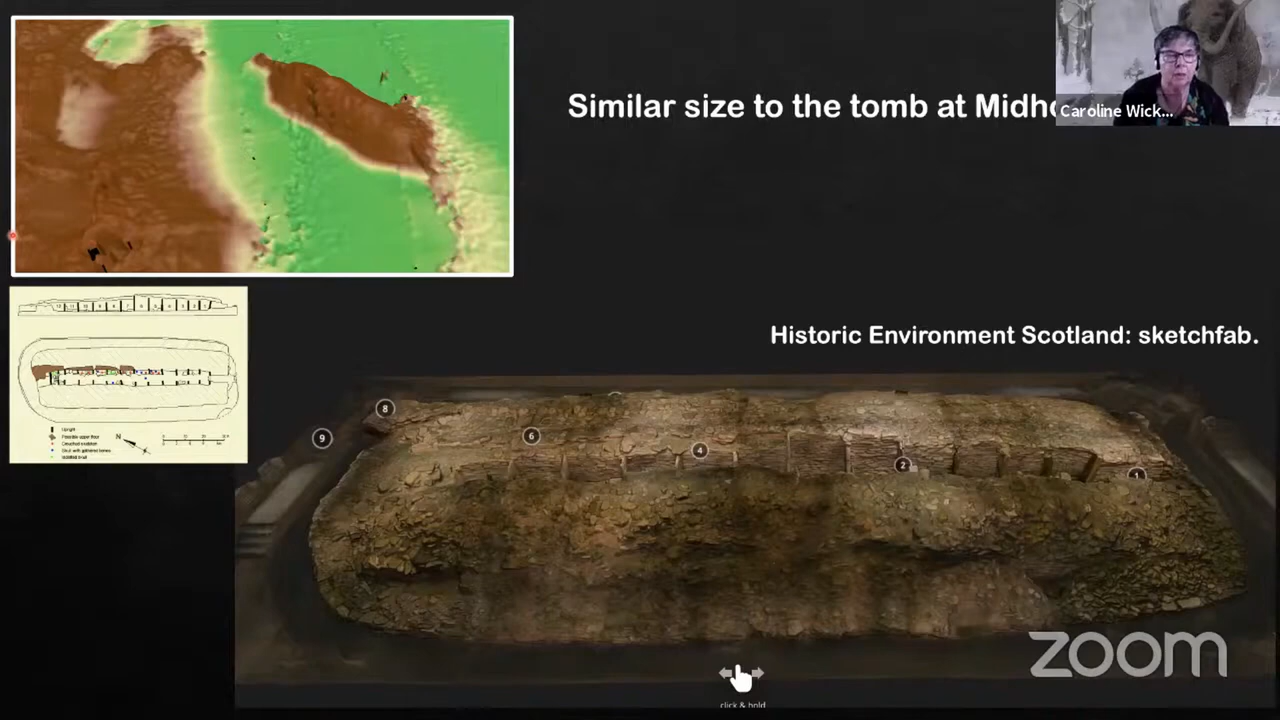 Similar size to the tomb at Midho
Caroline Wick...
Historic Environment Scotland: sketchfab.
Upright
N
8
9
6
4
2
1
zoom
click & hold